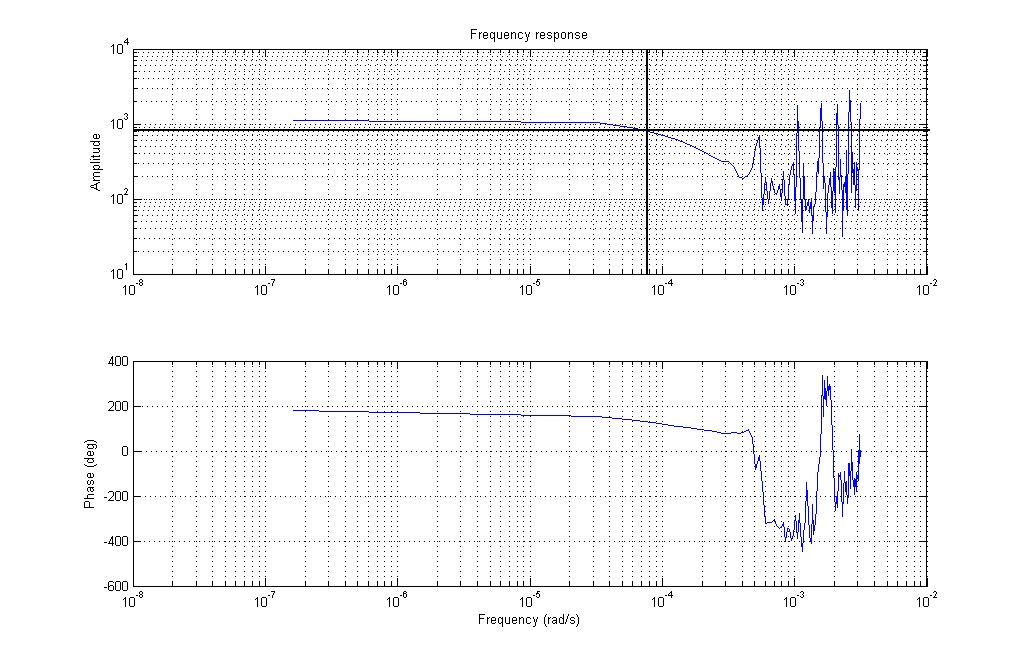 Frequency response
10^4
10^3
10^2
10^1
Amplitude
10^-8 10^-7 10^-6 10^-5 10^-4 10^-3 10^-2
400
200
0
-200
-400
-600
Phase (deg)
10^-8 10^-7 10^-6 10^-5 10^-4 10^-3 10^-2
Frequency (rad/s)